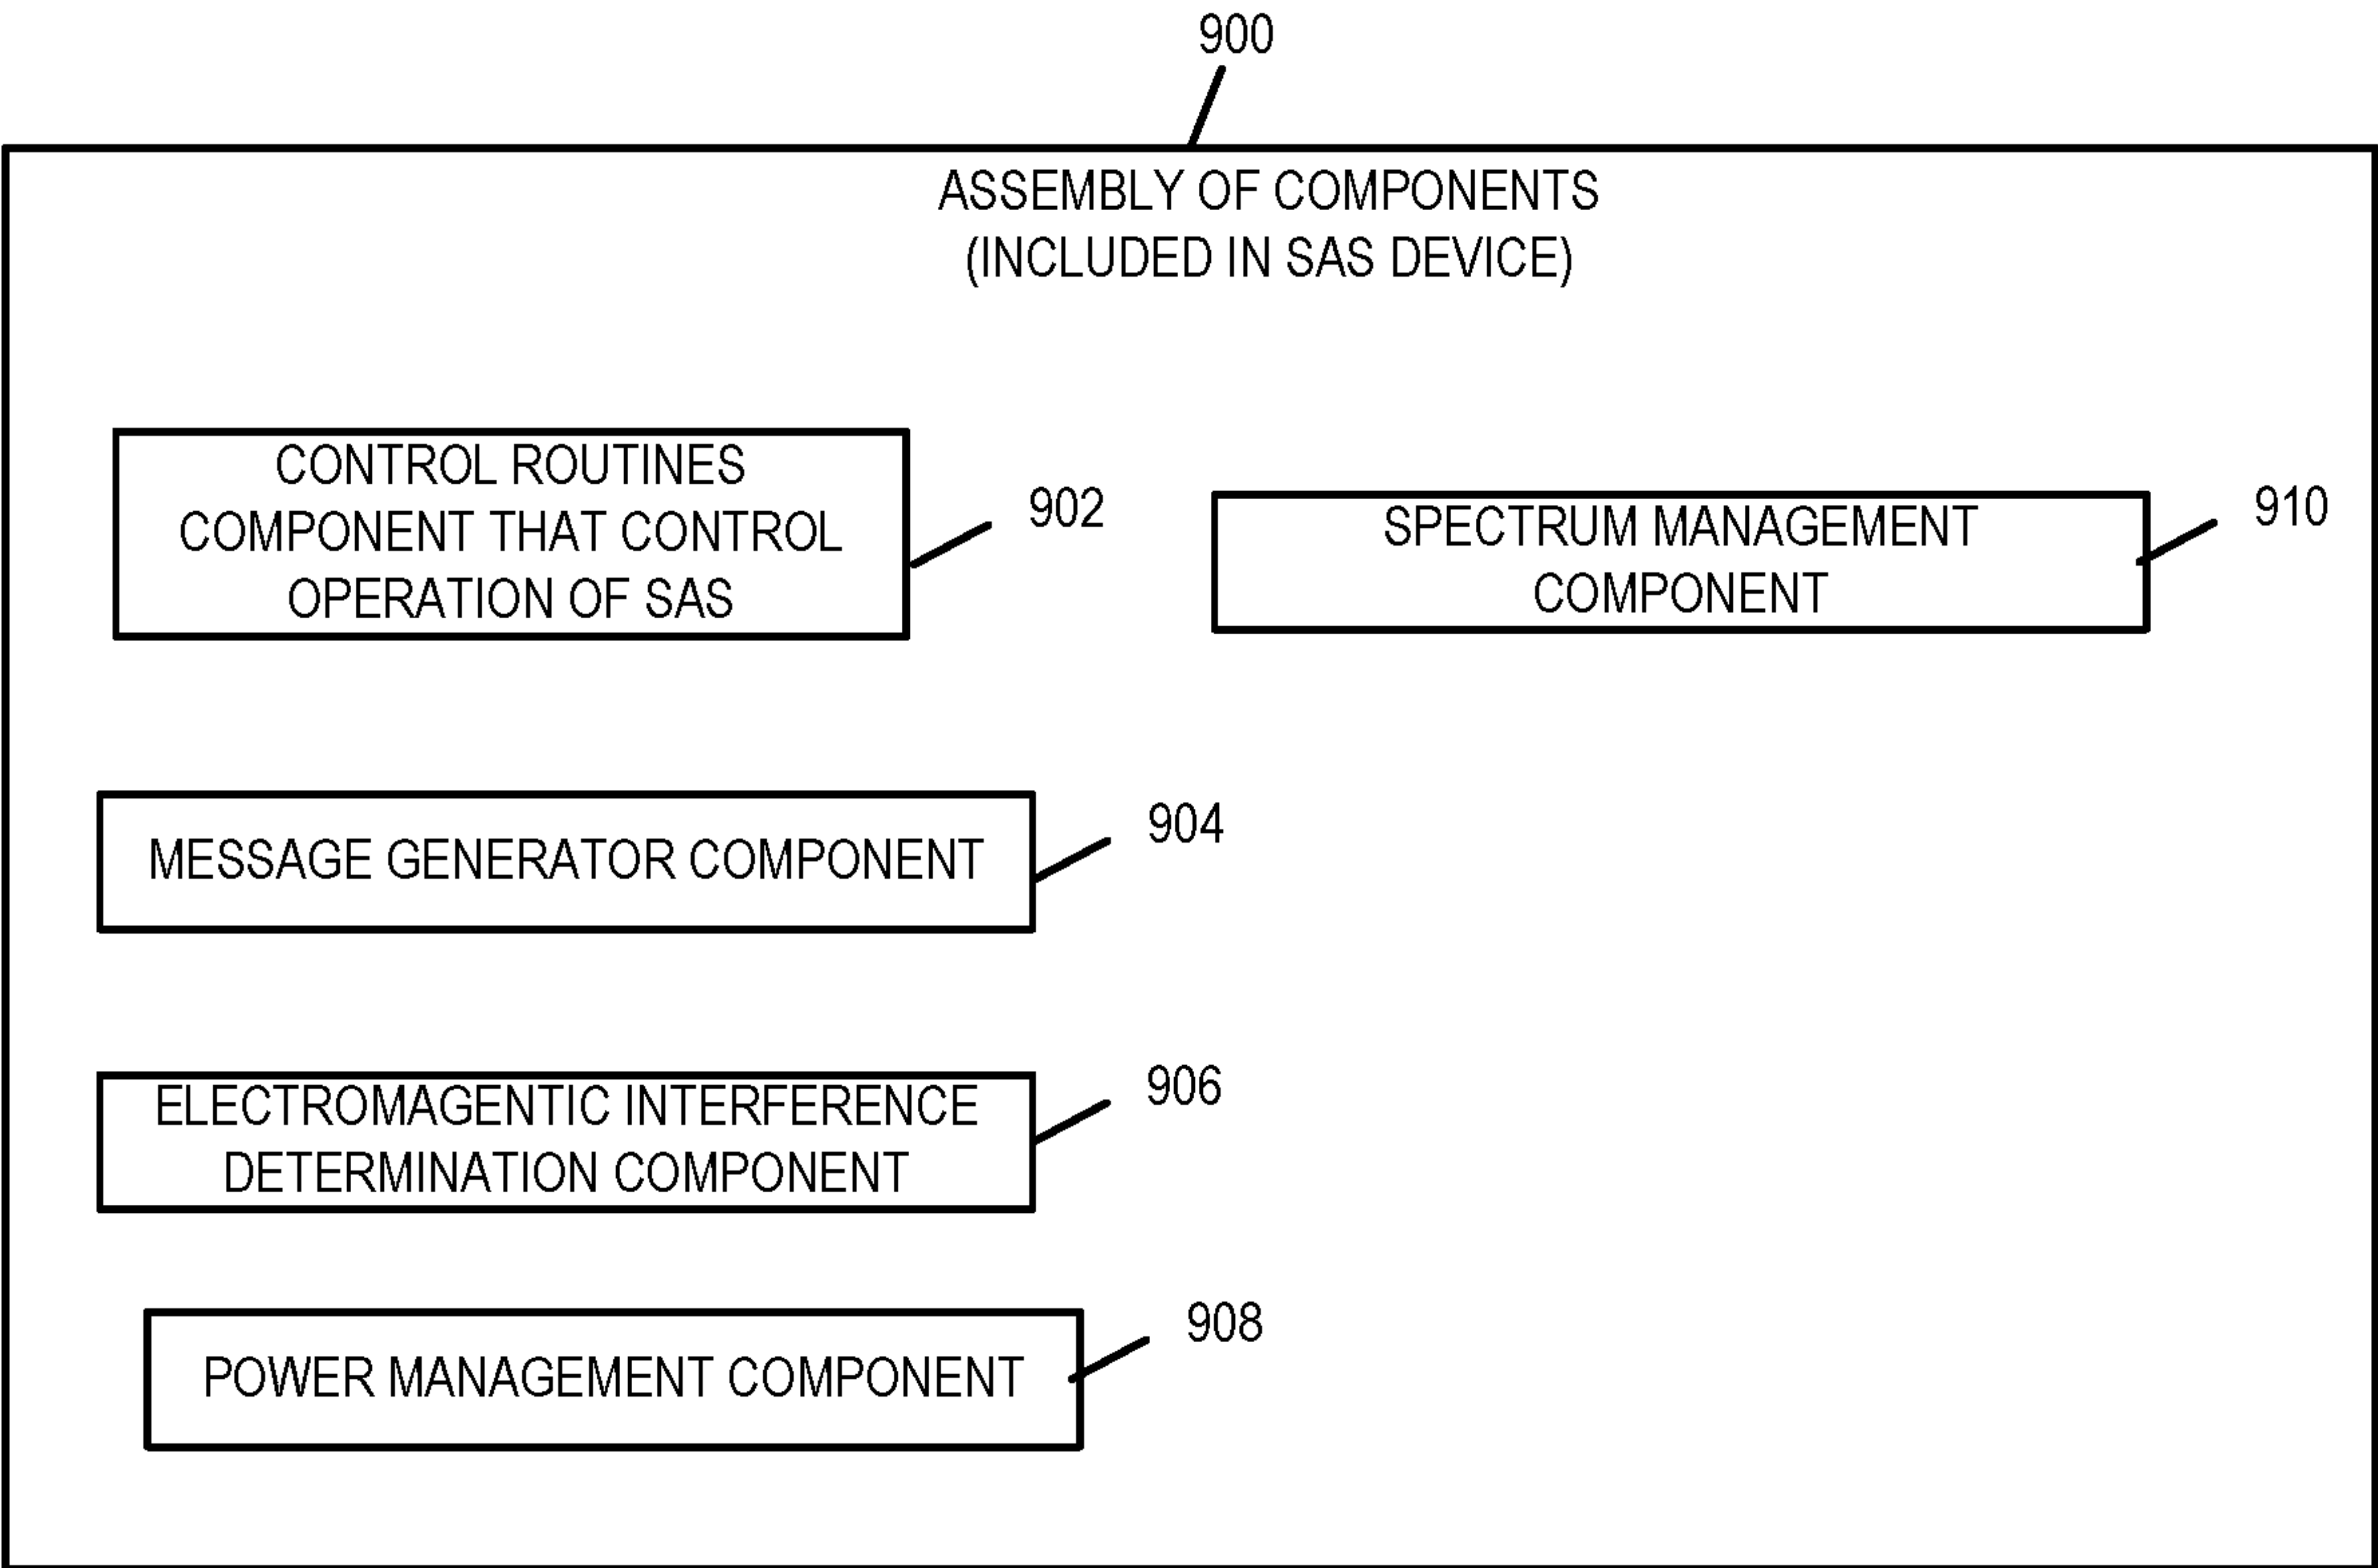 900
ASSEMBLY OF COMPONENTS
(INCLUDED IN SAS DEVICE)
CONTROL ROUTINES
COMPONENT THAT CONTROL
OPERATION OF SAS
902
SPECTRUM MANAGEMENT
COMPONENT
910
MESSAGE GENERATOR COMPONENT
904
ELECTROMAGENTIC INTERFERENCE
DETERMINATION COMPONENT
906
POWER MANAGEMENT COMPONENT
908